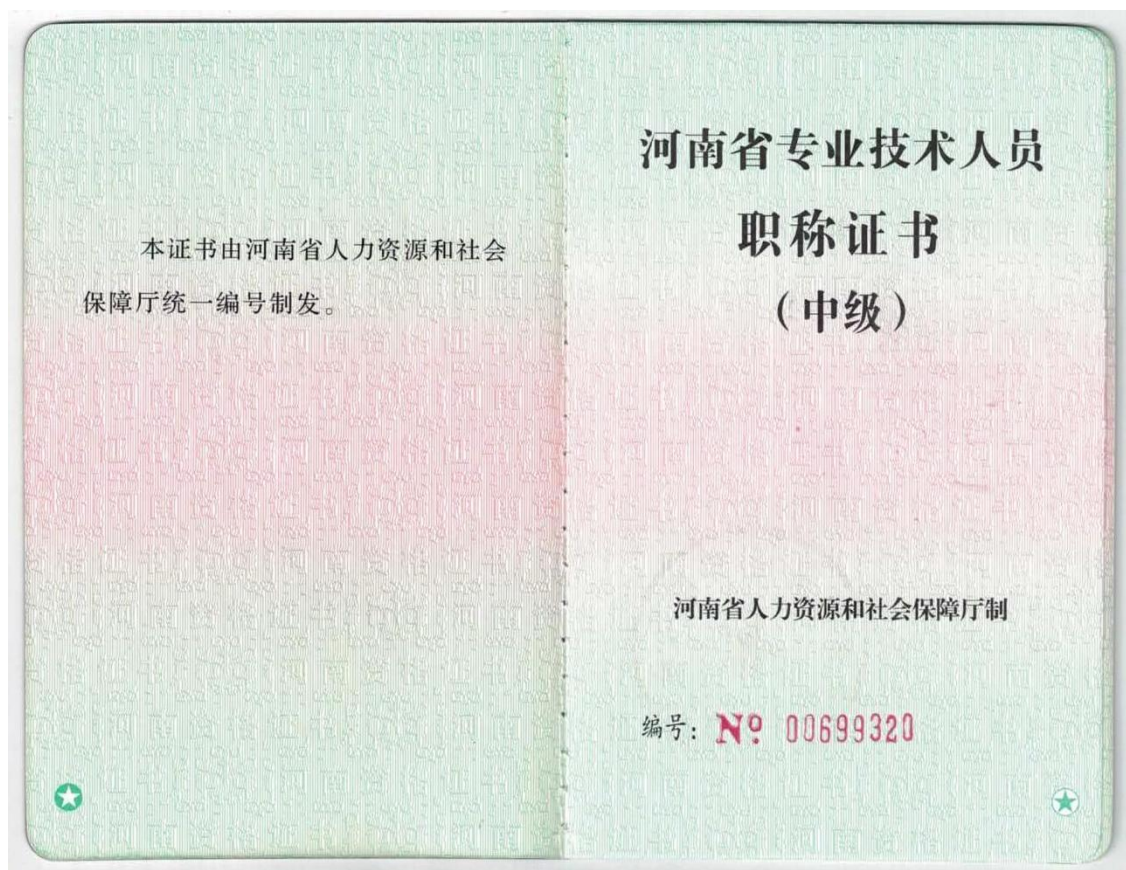 本证书由河南省人力资源和社会
保障厅统一编号制发。
河南省专业技术人员
职称证书
（中级）
河南省人力资源和社会保障厅制
编号：№ 00699320